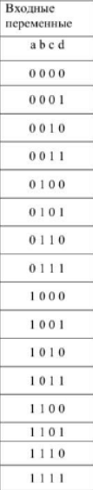 Входные
переменные
a b c d
0 0 0 0
0 0 0 1
0 0 1 0
0 0 1 1
0 1 0 0
0 1 0 1
0 1 1 0
0 1 1 1
1 0 0 0
1 0 0 1
1 0 1 0
1 0 1 1
1 1 0 0
1 1 0 1
1 1 1 0
1 1 1 1